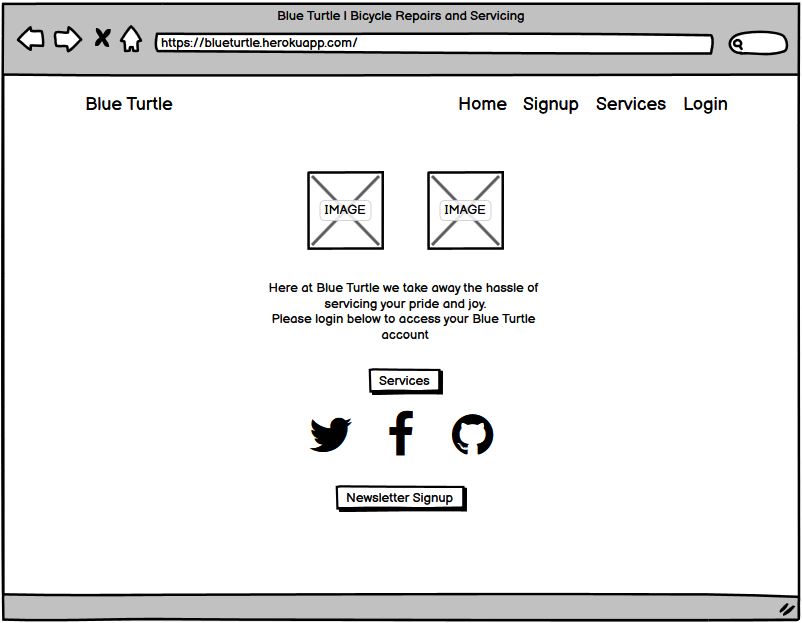 Blue Turtle | Bicycle Repairs and Servicing
https://blueturtle.herokuapp.com/
Blue Turtle
Home Signup Services Login
IMAGE IMAGE
Here at Blue Turtle we take away the hassle of
servicing your pride and joy.
Please login below to access your Blue Turtle
account
Services
Newsletter Signup